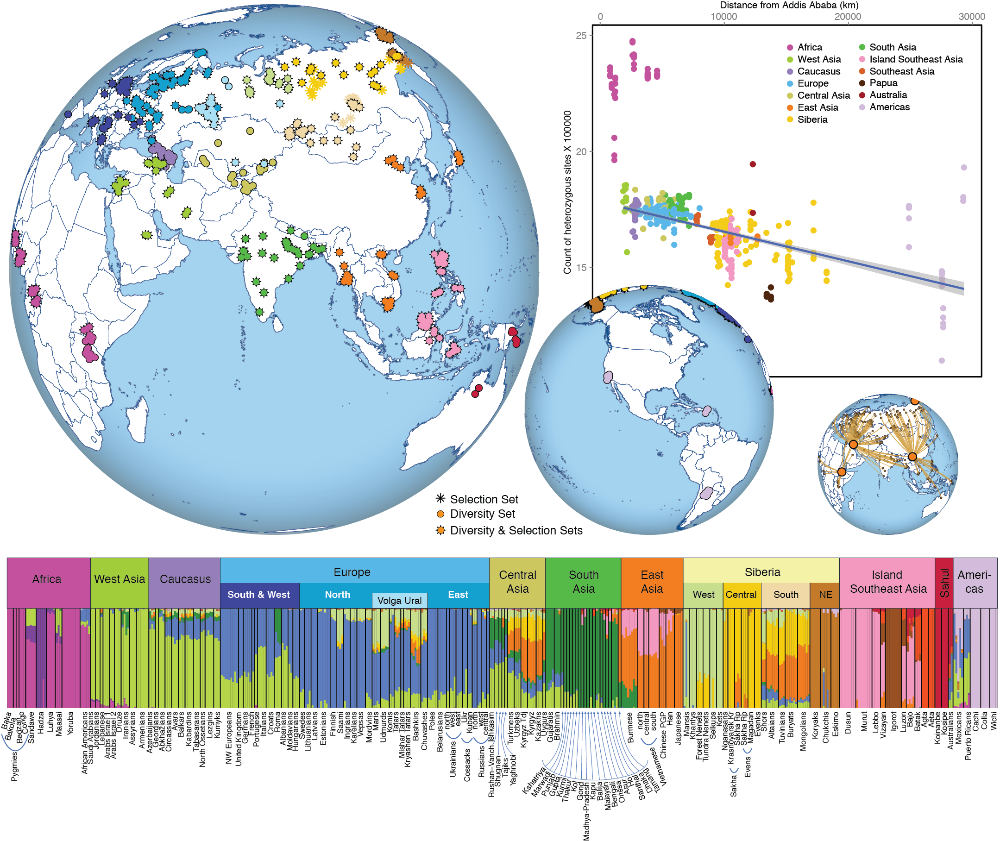 Distance from Addis Ababa (km)
0 10000 20000 30000
Count of heterozygous sites X 100000
25
20
15
Africa
West Asia
Caucasus
Europe
Central Asia
East Asia
Siberia
South Asia
Island Southeast Asia
Southeast Asia
Papua
Australia
Americas
Selection Set
Diversity Set
Diversity & Selection Sets
Africa
West Asia
Caucasus
Europe
South & West
North
Volga Ural
East
Central
Asia
South
Asia
East
Asia
Siberia
West
Central
South
NE
Island
Southeast Asia
Sahul
Ameri-
cas
Baka
Bakola
Bedzan
Congo
Pygmies
Sandawe
Hadza
Luhya
Maasai
Yoruba
African Americans
Saudi Arabians
Jordanians
Lebanese
Arabs Israel 1
Arabs Israel 2
Druze
Iranians
Assyrians
Armenians
Azerbaijanis
Georgians
Abkhazians
Circassians
Avars
Balkars
Kabardins
Tabasarans
North Ossetians
Lezgins
Kumyks
NW Europeans
United Kingdom
Germans
French
Portugese
Italians
Croats
Roma
Albanians
Moldavians
Hungarians
Swedes
Lithuanians
Latvians
Estonians
Finnish
Saami
Ingrians
Karelians
Vepsas
Mordvins
Maris
Udmurds
Komis
Tatars
Mishar Tatars
Kryashen Tatars
Bashkirs
Chuvashes
Poles
Belarusians
north
west
east
Ukrainians
Ukr
Kuban
Cossacks
north
west
central
Russians
Ishkasim
Rushan-Vanch
Shugnan
Tajiks
Yaghnobi
Turkmens
Uzbeks
Kyrgyz Tdj
Kyrgyz
Kazakhs
Uygurs
Gujaratis
Brahmin
Kshatriya
Marwadi
Punjab
Gupta
Kurmi
Thakur
Kol
Gond
Madhya-Pradesh
Kapu
Balija
Malayan
Bengali
Orissa
Asur
Ho
Santhal
Dhaka
Tamang
Burmese
north
central
south
Vietnamese
Chinese PGP
Han
Japanese
Mansis
Khantys
Forest Nenets
Tundra Nenets
Selkups
Kets
Nganasans
Krasnoyarsk Kr
Sakha Rp
Sakha
Sakha Rp
Magadan
Evens
Evenks
Shors
Altaians
Tuvinians
Buryats
Mongolians
Koryaks
Chukchis
Eskimo
Dusun
Murut
Lebbo
Vizayan
Igorot
Luzon
Bajo
Batak
Agta
Aeta
Koinanbe
Kosipe
Australians
Mexicans
Puerto Ricans
Cachi
Colla
Wichi